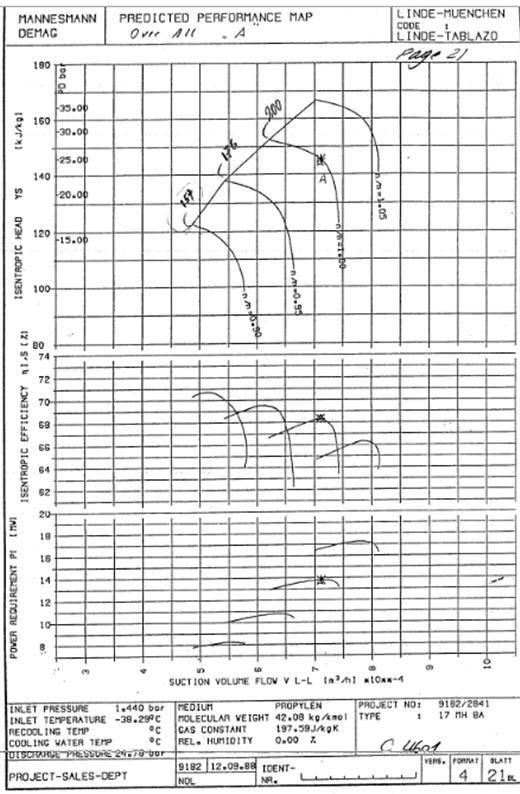 MANNESMANN DEMAG
PREDICTED PERFORMANCE MAP
Over All "A"
LINDE-MUENCHEN
CODE :
LINDE-TABLAZO
Page 21
ISENTROPIC HEAD YS [kJ/kg]
180
160
140
120
100
80
PD bar
35.00
30.00
25.00
20.00
15.00
200
176
157
A
n/n=1.05
n/n=1.00
n/n=0.95
n/n=0.90
ISENTROPIC EFFICIENCY ηI,S [%]
74
72
70
68
66
64
62
POWER REQUIREMENT PI [MW]
20
18
16
14
12
10
8
2 3 4 5 6 7 8 9 10
SUCTION VOLUME FLOW V L-L [m³/h] *10**-4
INLET PRESSURE 1.440 bar
INLET TEMPERATURE -38.28°C
RECOOLING TEMP °C
COOLING WATER TEMP °C
DISCHARGE PRESSURE 24.78 bar
MEDIUM PROPYLEN
MOLECULAR WEIGHT 42.08 kg/kmol
GAS CONSTANT 197.59J/kgK
REL. HUMIDITY 0.00 %
PROJECT NO: 9182/2841
TYPE : 17 MH 8A
PROJECT-SALES-DEPT
9182 12.09.88
NOL
IDENT-NR.
VERS. FORMAT BLATT
4 21